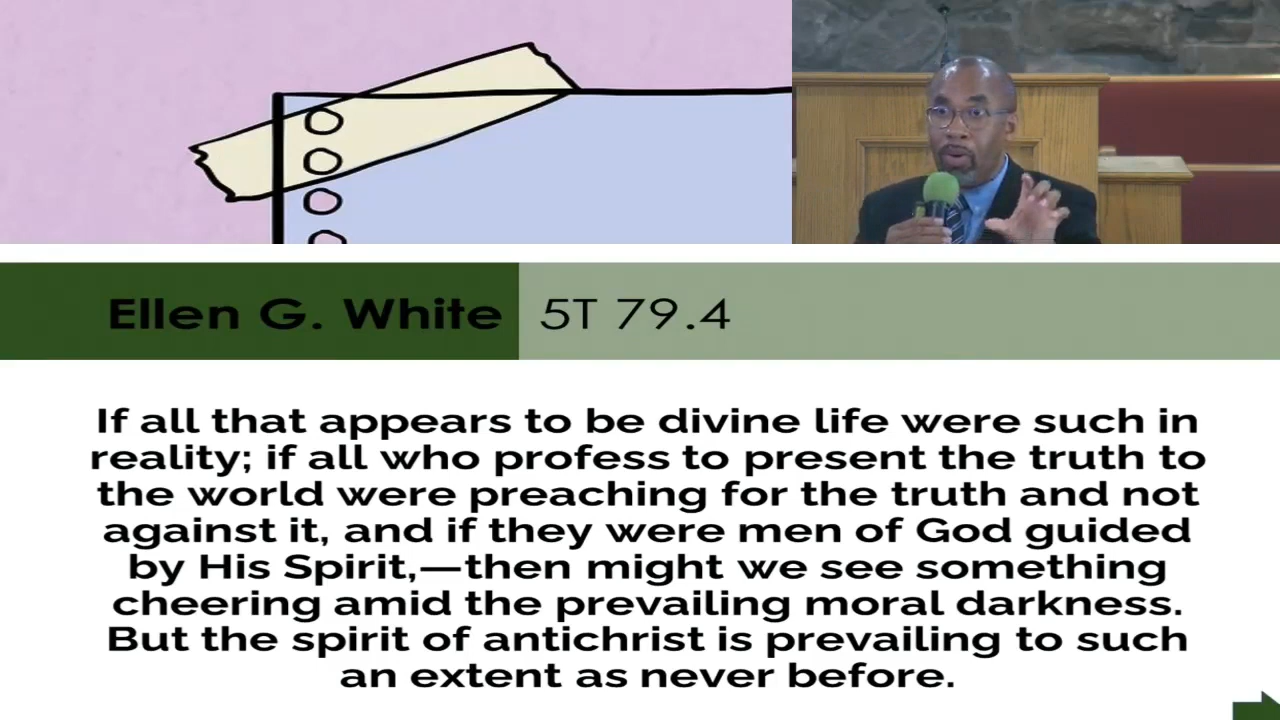 Ellen G. White 5T 79.4
If all that appears to be divine life were such in
reality; if all who profess to present the truth to
the world were preaching for the truth and not
against it, and if they were men of God guided
by His Spirit,—then might we see something
cheering amid the prevailing moral darkness.
But the spirit of antichrist is prevailing to such
an extent as never before.